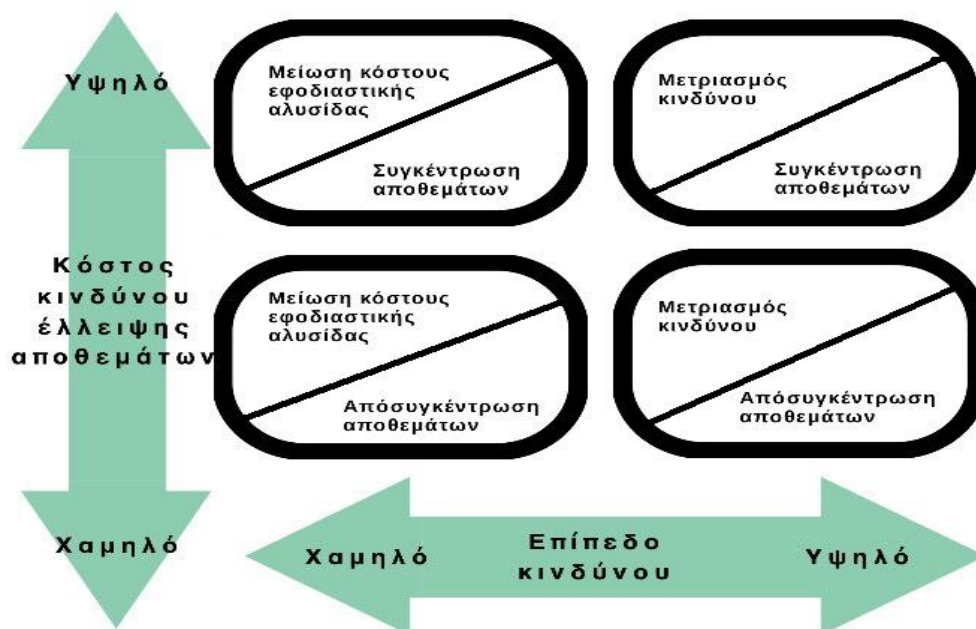 Υψηλό
Μείωση κόστους
εφοδιαστικής
αλυσίδας
Συγκέντρωση
αποθεμάτων
Μετριασμός
κινδύνου
Συγκέντρωση
αποθεμάτων
Κόστος
κινδύνου
έλλειψης
αποθεμάτων
Μείωση κόστους
εφοδιαστικής
αλυσίδας
Απόσυγκέντρωση
αποθεμάτων
Μετριασμός
κινδύνου
Απόσυγκέντρωση
αποθεμάτων
Χαμηλό
Χαμηλό
Επίπεδο
κινδύνου
Υψηλό